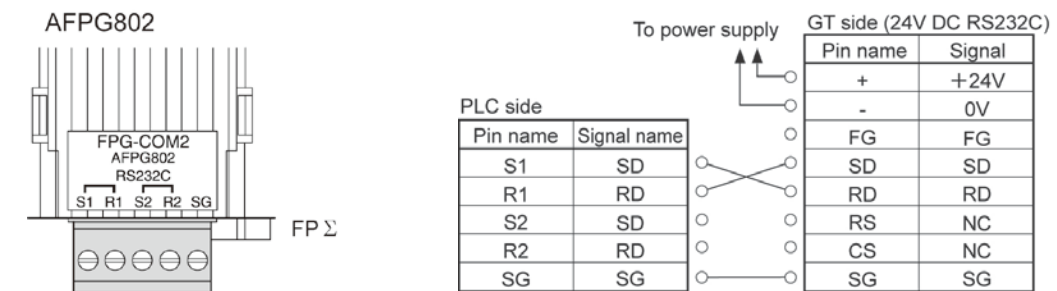 AFPG802
FPG-COM2
AFPG802
RS232C
S1 R1 S2 R2 SG
FPΣ
To power supply
PLC side
Pin name Signal name
S1 SD
R1 RD
S2 SD
R2 RD
SG SG
GT side (24V DC RS232C)
Pin name Signal
+ +24V
- 0V
FG FG
SD SD
RD RD
RS NC
CS NC
SG SG